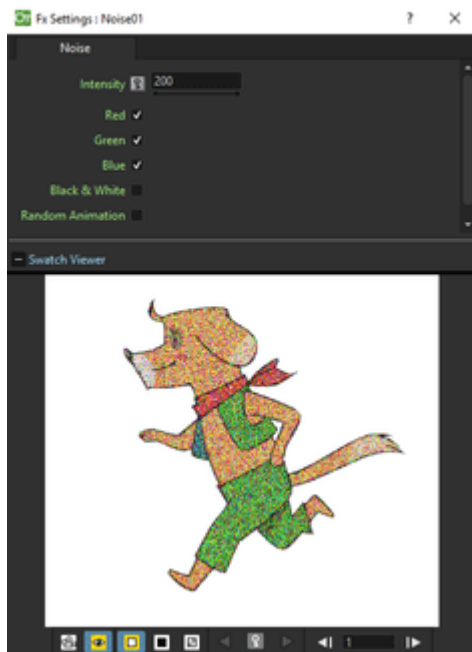 Fx Settings : Noise01
Noise
Intensity 200
Red
Green
Blue
Black & White
Random Animation
Swatch Viewer
1